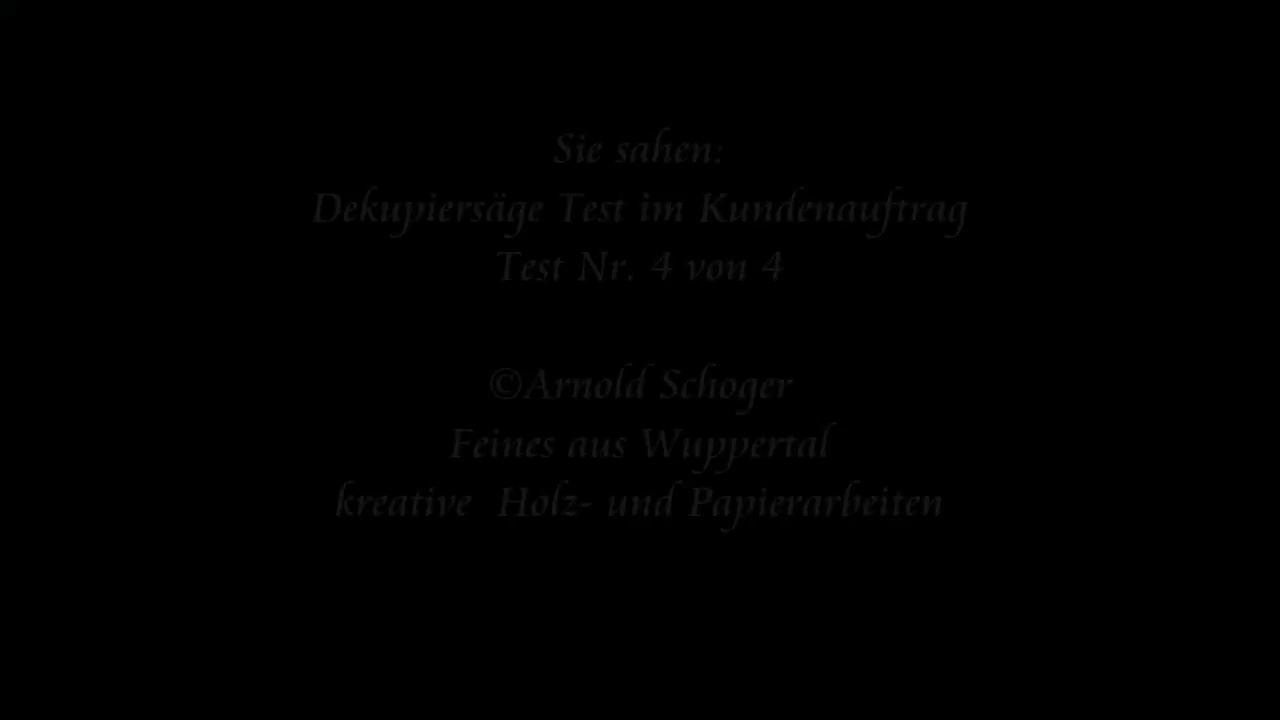 Sie sahen:
Dekupiersäge Test im Kundenauftrag
Test Nr. 4 von 4
©Arnold Schoger
Feines aus Wuppertal
kreative Holz- und Papierarbeiten